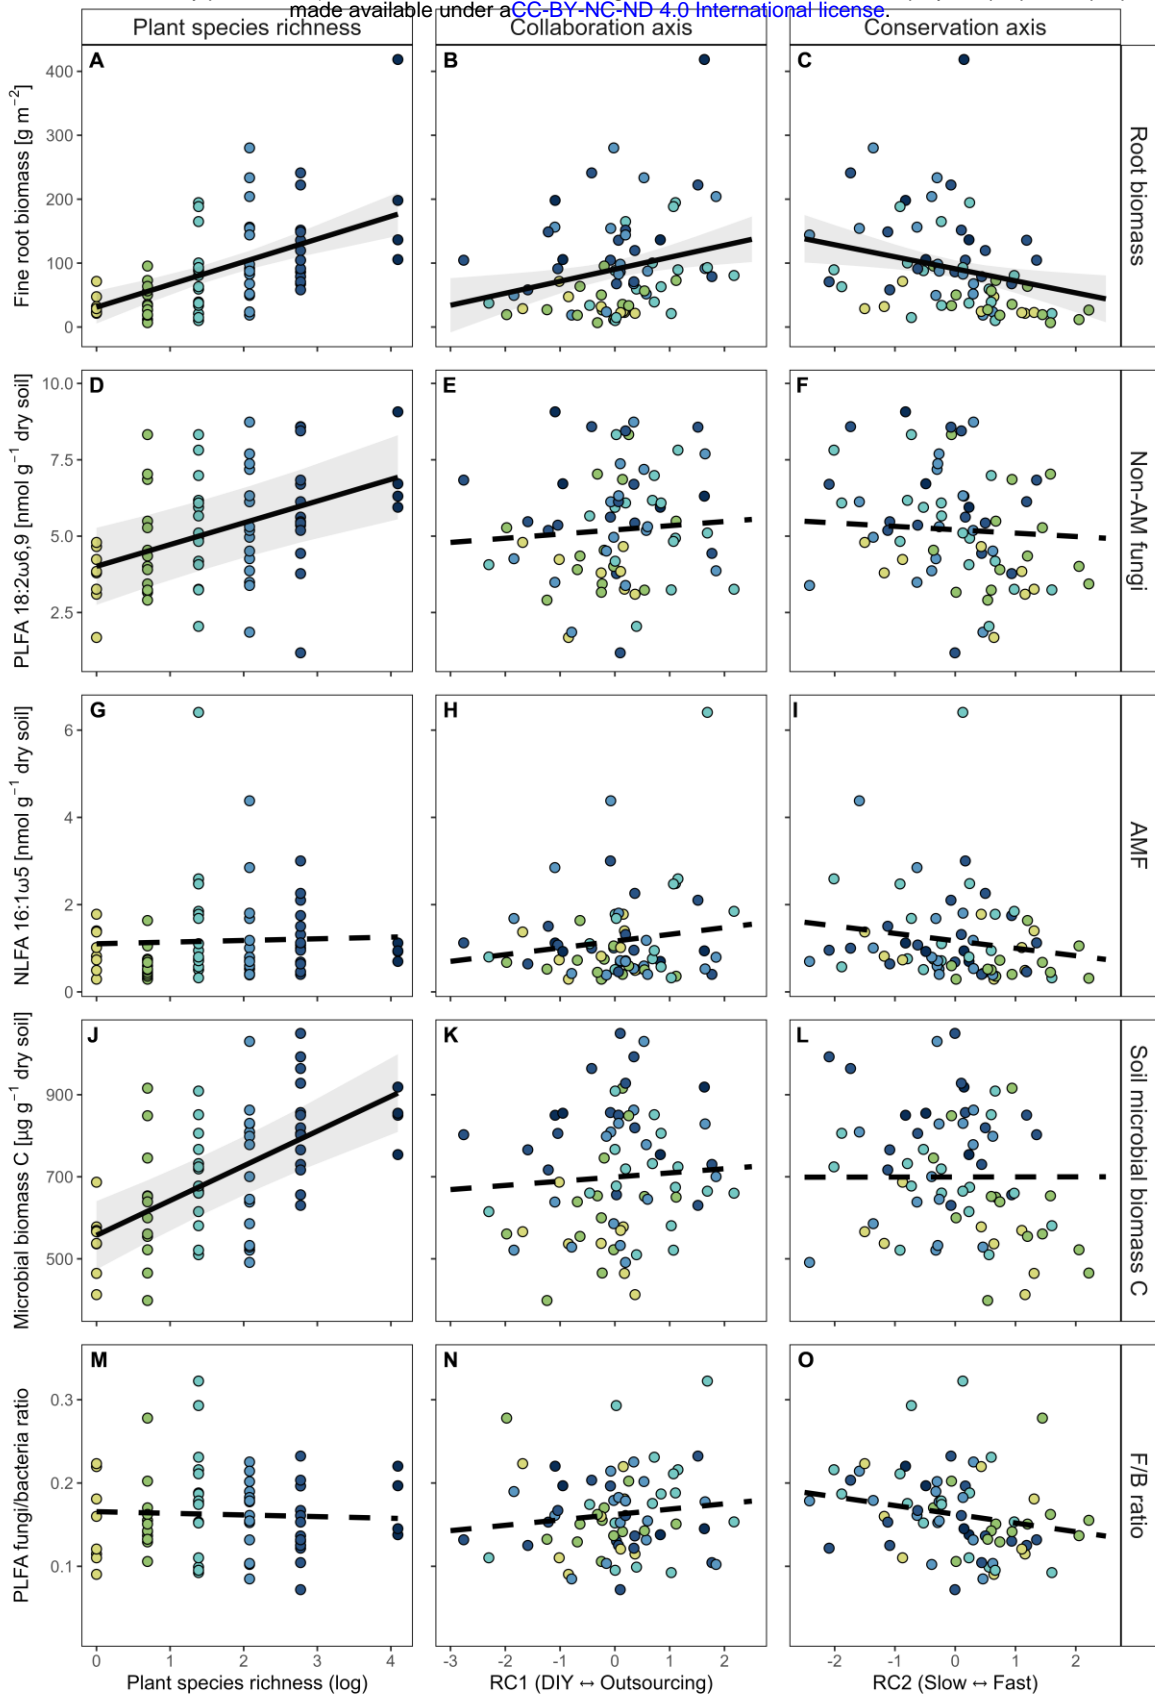 made available under aCC-BY-NC-ND 4.0 International license.
Plant species richness
Collaboration axis
Conservation axis
A
B
C
400
300
200
100
0
Fine root biomass [g m−2]
Root biomass
D
E
F
10.0
7.5
5.0
2.5
PLFA 18:2ω6,9 [nmol g−1 dry soil]
Non-AM fungi
G
H
I
6
4
2
0
NLFA 16:1ω5 [nmol g−1 dry soil]
AMF
J
K
L
900
700
500
Microbial biomass C [μg g−1 dry soil]
Soil microbial biomass C
M
N
O
0.3
0.2
0.1
PLFA fungi/bacteria ratio
F/B ratio
0 1 2 3 4
-3 -2 -1 0 1 2
-2 0 1 2
Plant species richness (log)
RC1 (DIY ↔ Outsourcing)
RC2 (Slow ↔ Fast)